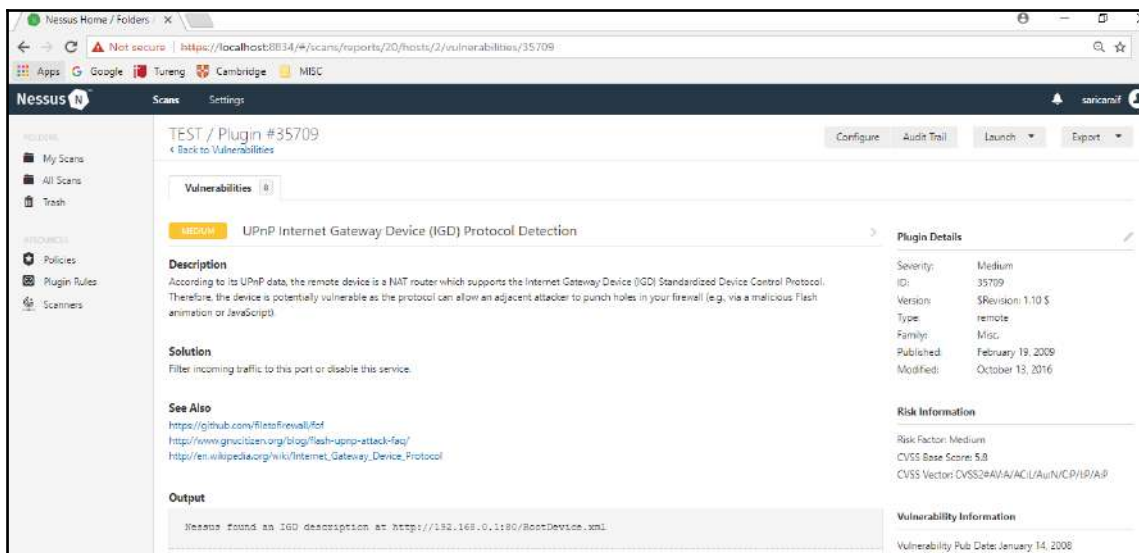 Nessus Home / Folders
Not secure https://localhost:8834/#/scans/reports/20/hosts/2/vulnerabilities/35709
Apps Google Tureng Cambridge MISC
Nessus N Scans Settings saricaraif
FOLDERS
My Scans
All Scans
Trash
RESOURCES
Policies
Plugin Rules
Scanners
TEST / Plugin #35709
Back to Vulnerabilities
Configure Audit Trail Launch Export
Vulnerabilities 8
MEDIUM UPnP Internet Gateway Device (IGD) Protocol Detection
Description
According to its UPnP data, the remote device is a NAT router which supports the Internet Gateway Device (IGD) Standardized Device Control Protocol.
Therefore, the device is potentially vulnerable as the protocol can allow an adjacent attacker to punch holes in your firewall (e.g., via a malicious Flash
animation or JavaScript).
Solution
Filter incoming traffic to this port or disable this service.
See Also
https://github.com/filetofirewall/fof
http://www.gnucitizen.org/blog/flash-upnp-attack-faq/
http://en.wikipedia.org/wiki/Internet_Gateway_Device_Protocol
Output
Nessus found an IGD description at http://192.168.0.1:80/RootDevice.xml
Plugin Details
Severity: Medium
ID: 35709
Version: $Revision: 1.10 $
Type: remote
Family: Misc.
Published: February 19, 2009
Modified: October 13, 2016
Risk Information
Risk Factor: Medium
CVSS Base Score: 5.8
CVSS Vector: CVSS2#AV:A/AC:L/Au:N/C:P/I:P/A:P
Vulnerability Information
Vulnerability Pub Date: January 14, 2008